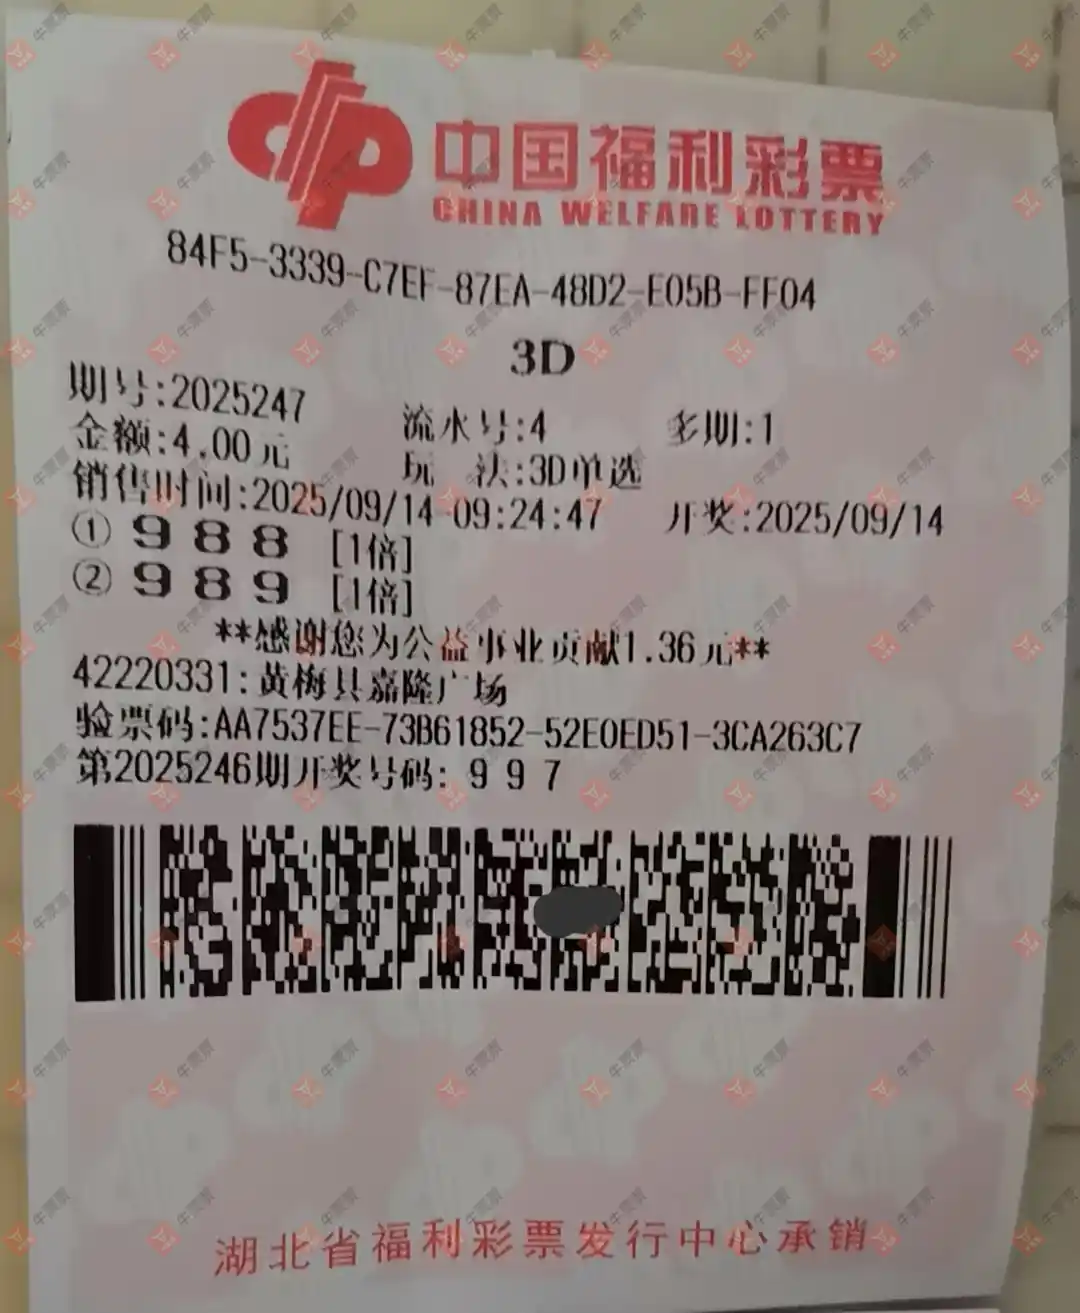 中国福利彩票
CHINA WELFARE LOTTERY
84F5-3339-C7EF-87EA-48D2-E05B-FF04
3D
期号:2025247 流水号:4 多期:1
金额:4.00元 玩 法:3D单选
销售时间:2025/09/14-09:24:47 开奖:2025/09/14
① 9 8 8 [1倍]
② 9 8 9 [1倍]
**感谢您为公益事业贡献1.36元**
42220331:黄梅县嘉隆广场
验票码:AA7537EE-73B61852-52E0ED51-3CA263C7
第2025246期开奖号码: 9 9 7
湖北省福利彩票发行中心承销